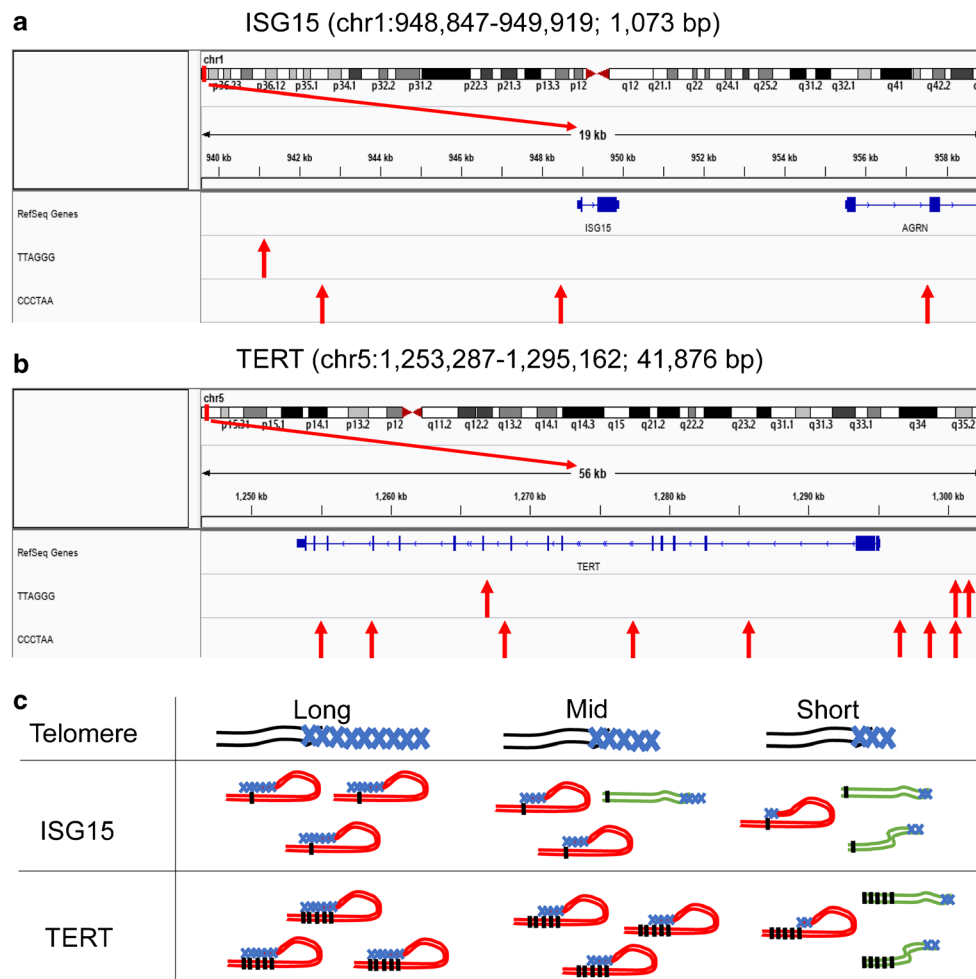 a ISG15 (chr1:948,847-949,919; 1,073 bp)
chr1
p36.23 p36.12 p35.1 p34.1 p32.2 p31.2 p22.3 p21.3 p13.3 p12 q12 q21.1 q22 q24.1 q25.2 q31.2 q32.1 q41 q42.2
19 kb
940 kb 942 kb 944 kb 946 kb 948 kb 950 kb 952 kb 954 kb 956 kb 958 kb
RefSeq Genes
ISG15 AGRN
TTAGGG
CCCTAA
b TERT (chr5:1,253,287-1,295,162; 41,876 bp)
chr5
p15.31 p15.1 p14.1 p13.2 p12 q11.2 q12.2 q13.2 q14.1 q14.3 q15 q21.2 q22.2 q23.2 q31.1 q31.3 q33.1 q34 q35.2
56 kb
1,250 kb 1,260 kb 1,270 kb 1,280 kb 1,290 kb 1,300 kb
RefSeq Genes
TERT
TTAGGG
CCCTAA
c Long Mid Short
Telomere
ISG15
TERT